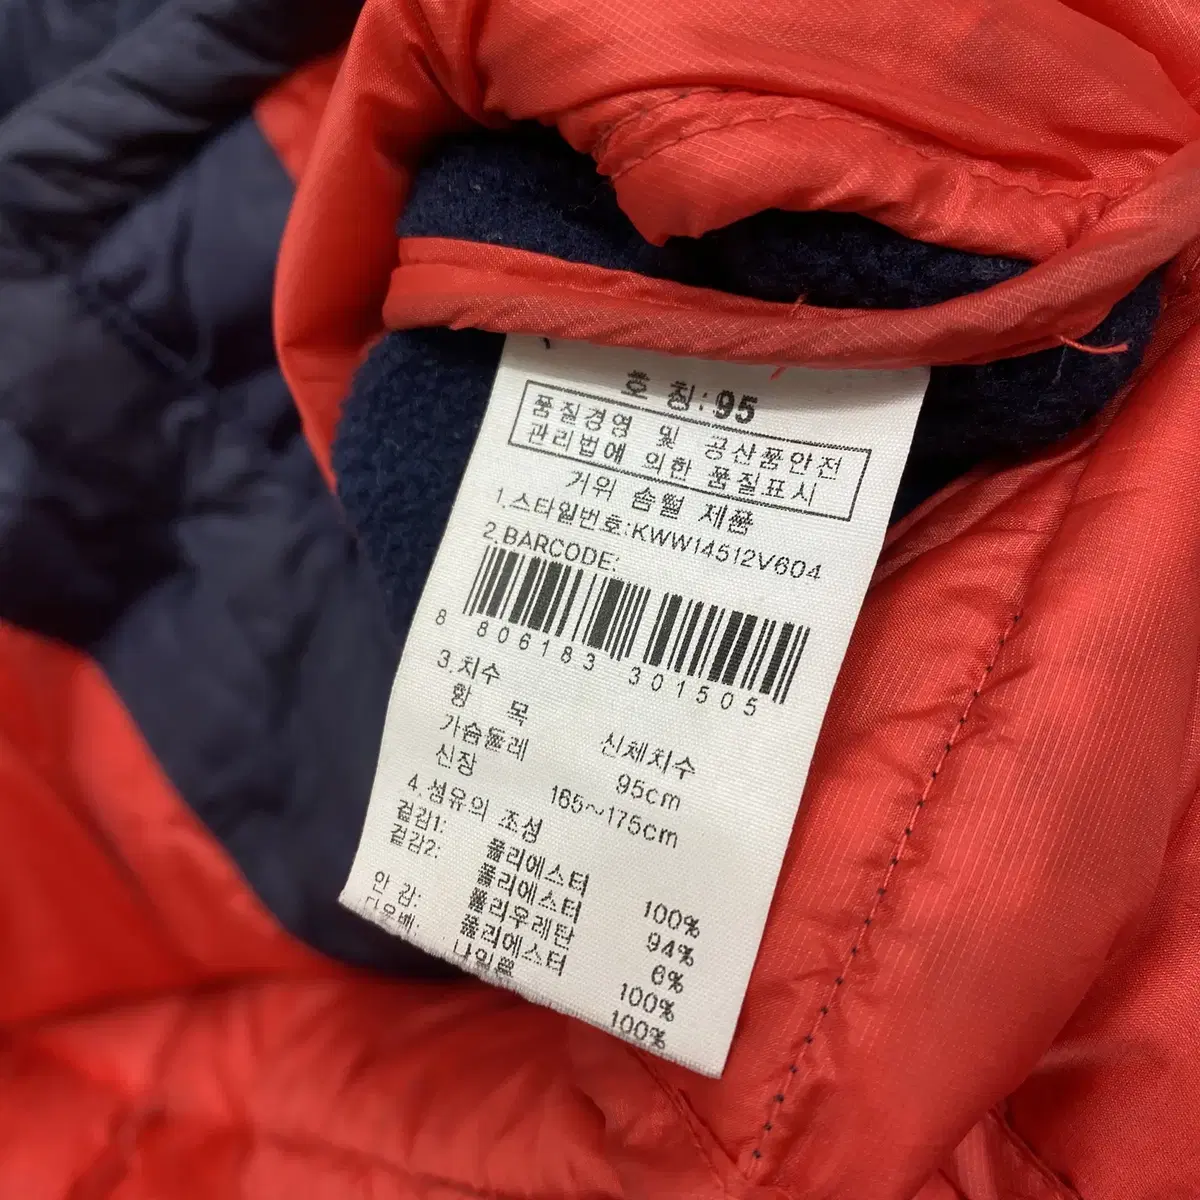 호 칭:95
품질경영 및 공산품안전
관리법에 의한 품질표시
거위 솜털 제품
1.스타일번호:KWW14512V604
2.BARCODE:
8 806183 301505
3.치수
항 목 신체치수
가슴둘레 95cm
신장 165~175cm
4.섬유의 조성
겉감1: 폴리에스터 100%
겉감2: 폴리에스터 94%
폴리우레탄 6%
안 감: 폴리에스터 100%
다운백: 나일론 100%